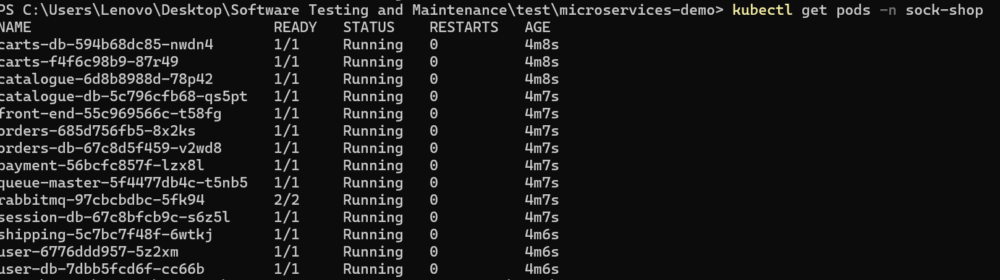 PS C:\Users\Lenovo\Desktop\Software Testing and Maintenance\test\microservices-demo> kubectl get pods -n sock-shop
NAME READY STATUS RESTARTS AGE
carts-db-594b68dc85-nwdn4 1/1 Running 0 4m8s
carts-f4f6c98b9-87r49 1/1 Running 0 4m8s
catalogue-6d8b8988d-78p42 1/1 Running 0 4m8s
catalogue-db-5c796cfb68-qs5pt 1/1 Running 0 4m7s
front-end-55c969566c-t58fg 1/1 Running 0 4m7s
orders-685d756fb5-8x2ks 1/1 Running 0 4m7s
orders-db-67c8d5f459-v2wd8 1/1 Running 0 4m7s
payment-56bcfc857f-lzx8l 1/1 Running 0 4m7s
queue-master-5f4477db4c-t5nb5 1/1 Running 0 4m7s
rabbitmq-97cbcbdbc-5fk94 2/2 Running 0 4m7s
session-db-67c8bfcb9c-s6z5l 1/1 Running 0 4m7s
shipping-5c7bc7f48f-6wtkj 1/1 Running 0 4m6s
user-6776ddd957-5z2xm 1/1 Running 0 4m6s
user-db-7dbb5fcd6f-cc66b 1/1 Running 0 4m6s